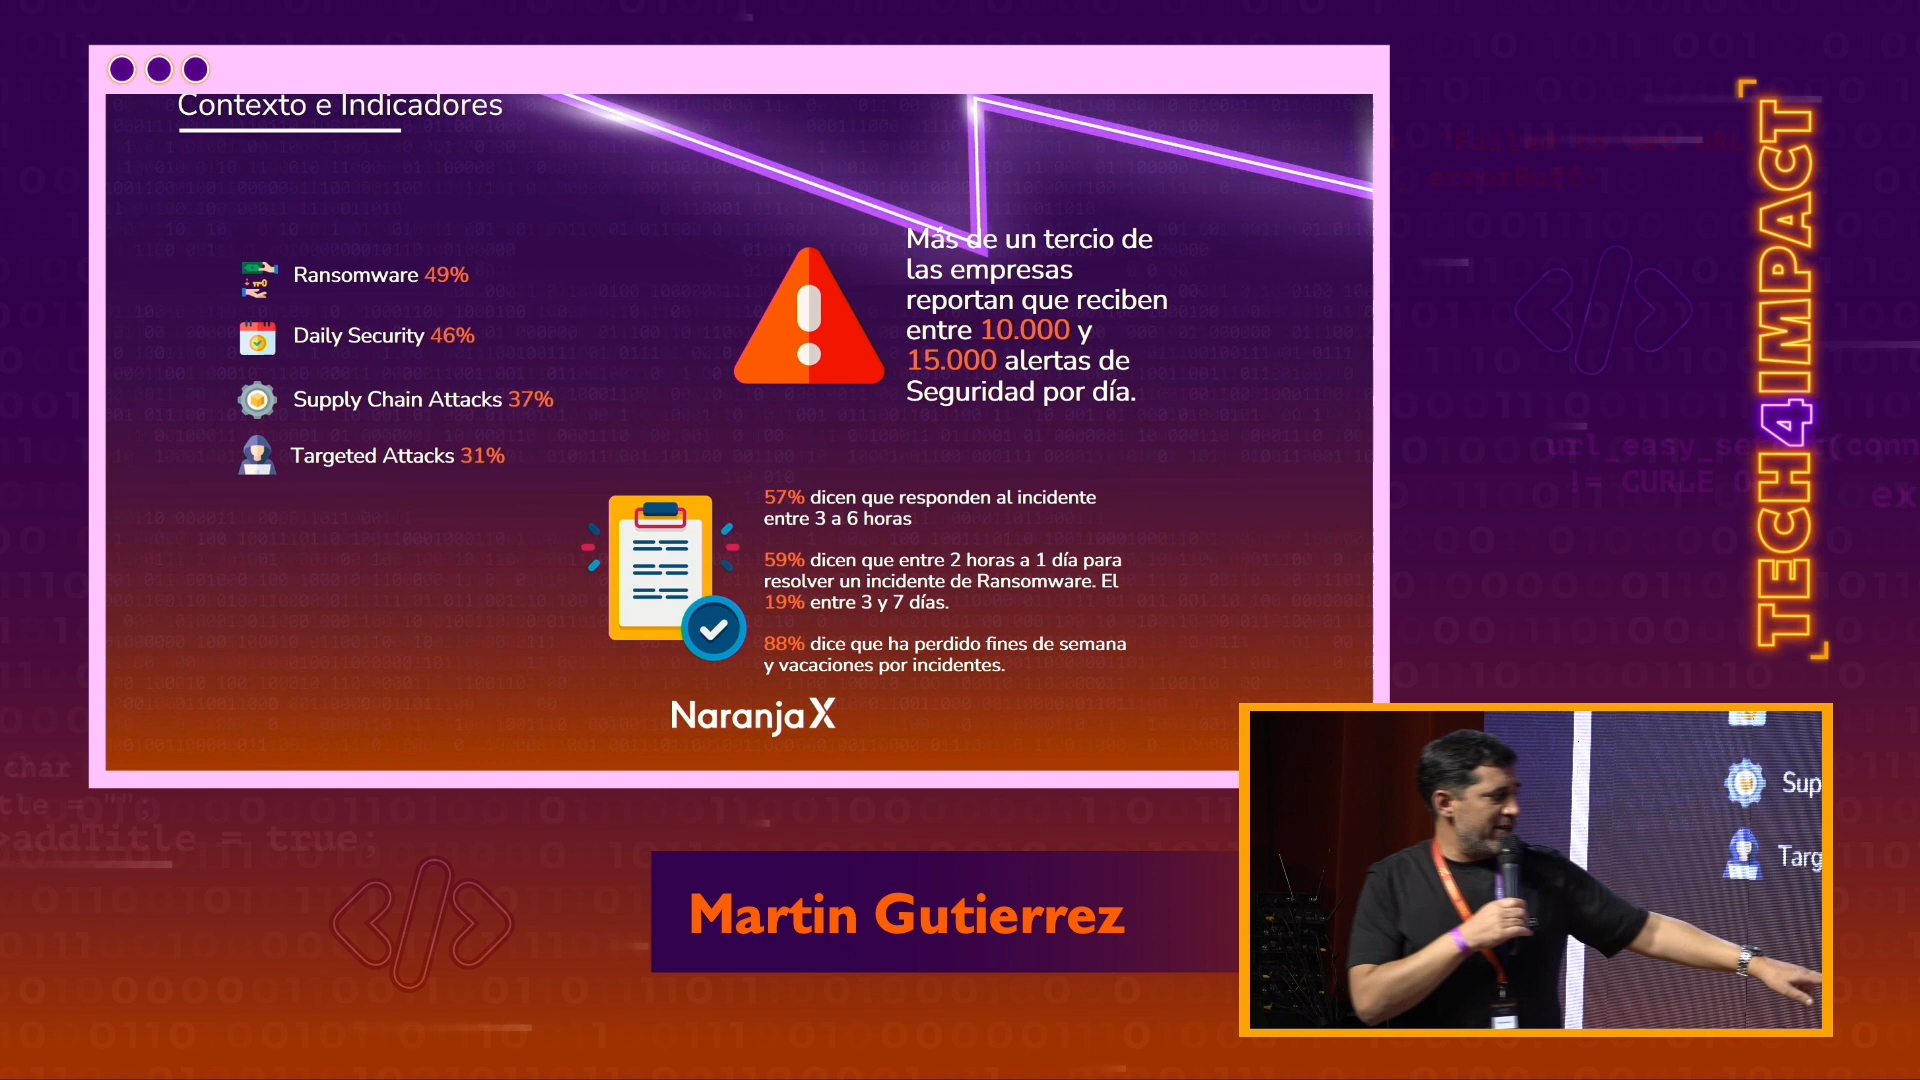 Contexto e Indicadores
Ransomware 49%
Daily Security 46%
Supply Chain Attacks 37%
Targeted Attacks 31%
Más de un tercio de
las empresas
reportan que reciben
entre 10.000 y
15.000 alertas de
Seguridad por día.
57% dicen que responden al incidente
entre 3 a 6 horas
59% dicen que entre 2 horas a 1 día para
resolver un incidente de Ransomware. El
19% entre 3 y 7 días.
88% dice que ha perdido fines de semana
y vacaciones por incidentes.
NaranjaX
TECH4IMPACT
Martin Gutierrez
Sup
Targ
char
addTitle = true;
!= CURLE